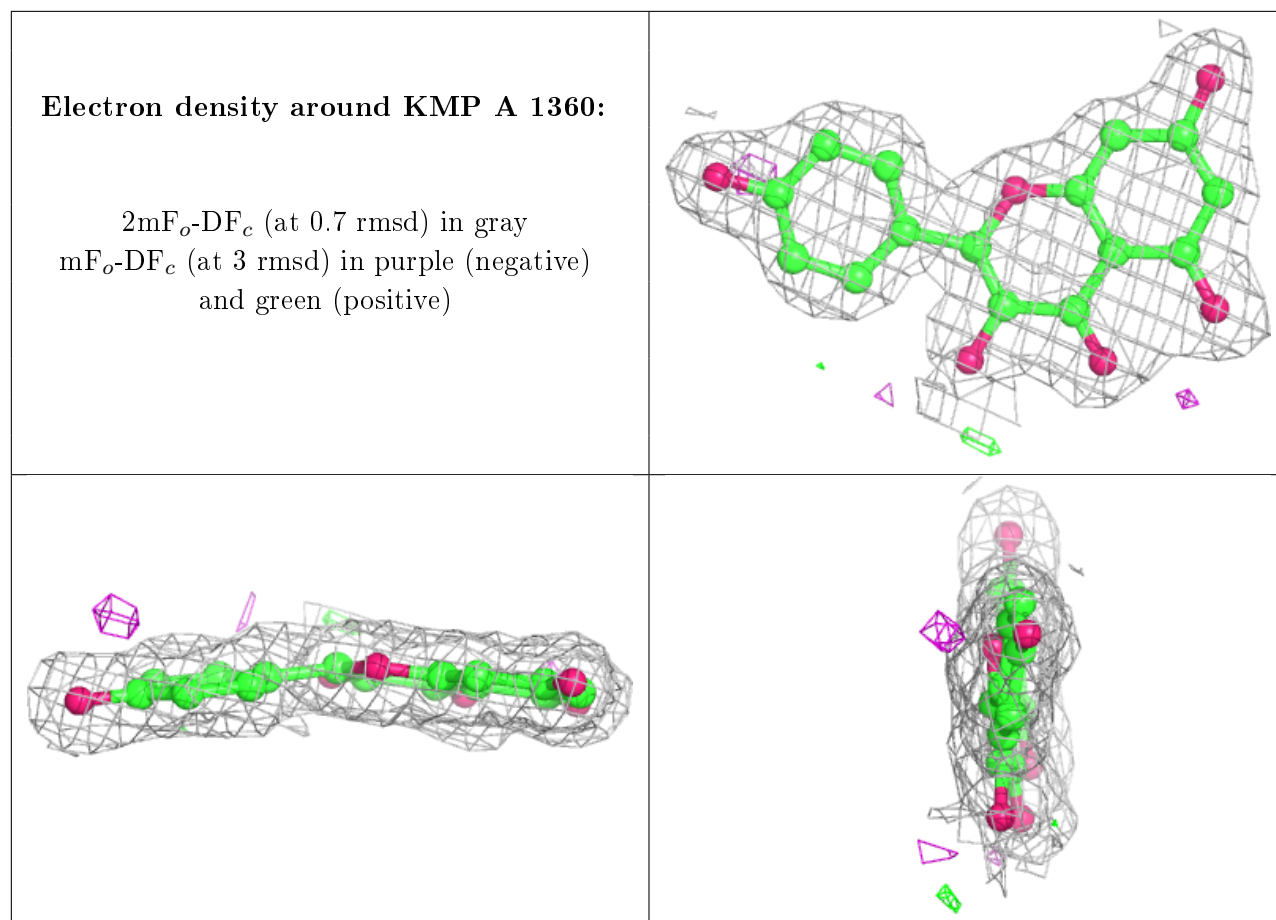 Electron density around KMP A 1360:
2mFo-DFc (at 0.7 rmsd) in gray
mFo-DFc (at 3 rmsd) in purple (negative)
and green (positive)